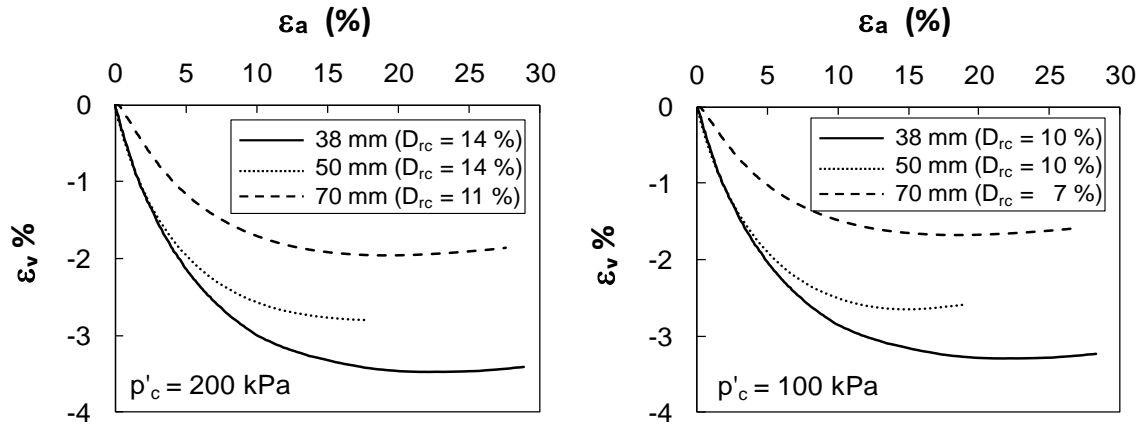 εa (%)
0 5 10 15 20 25 30
0
-1
-2
-3
-4
εv %
38 mm (Drc = 14 %)
50 mm (Drc = 14 %)
70 mm (Drc = 11 %)
p'c = 200 kPa
εa (%)
0 5 10 15 20 25 30
0
-1
-2
-3
-4
εv %
38 mm (Drc = 10 %)
50 mm (Drc = 10 %)
70 mm (Drc = 7 %)
p'c = 100 kPa